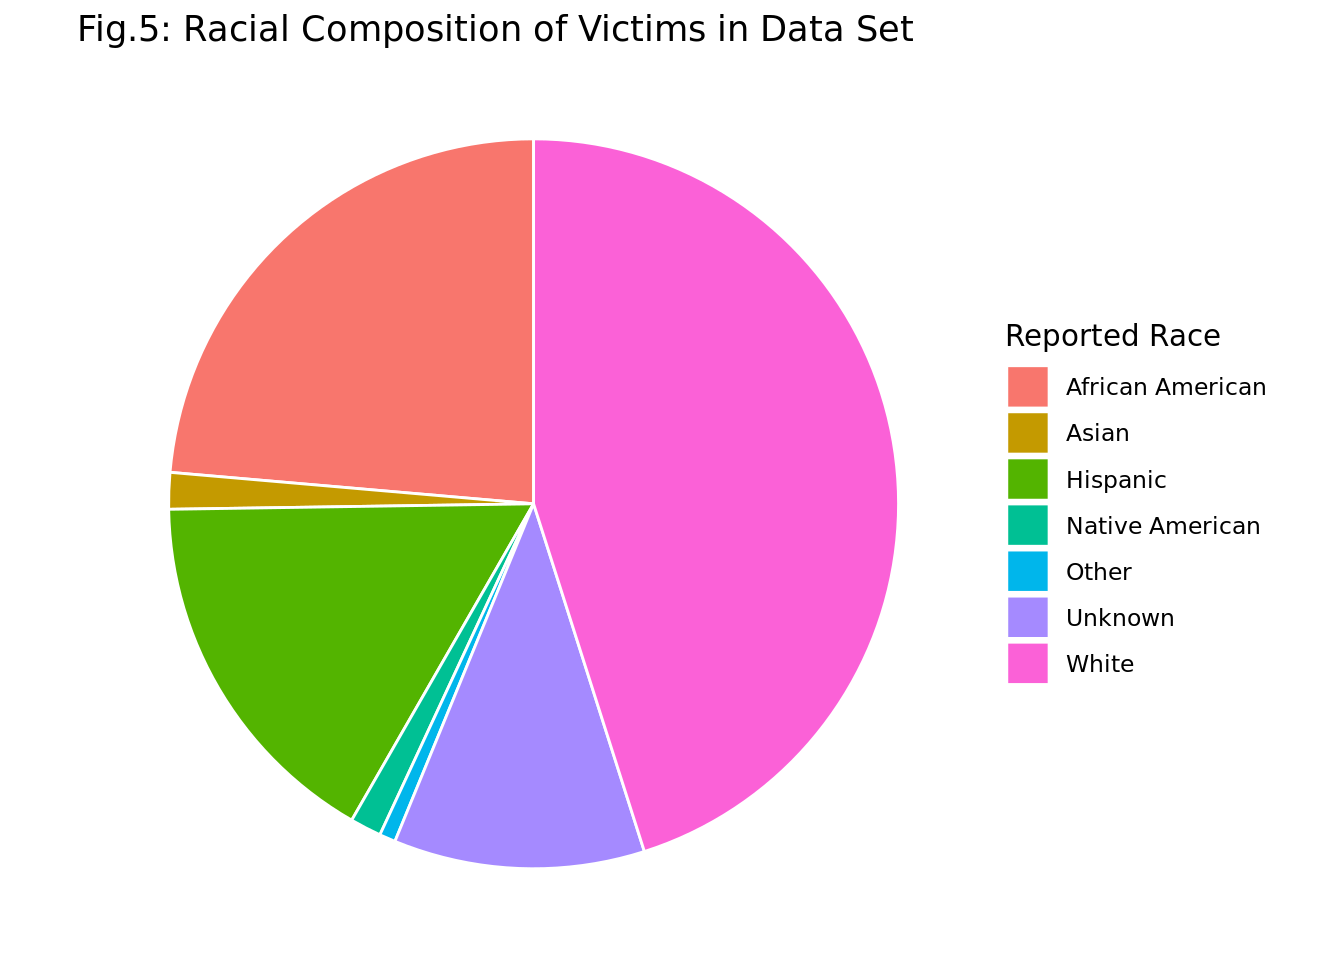 Fig.5: Racial Composition of Victims in Data Set
Reported Race
African American
Asian
Hispanic
Native American
Other
Unknown
White